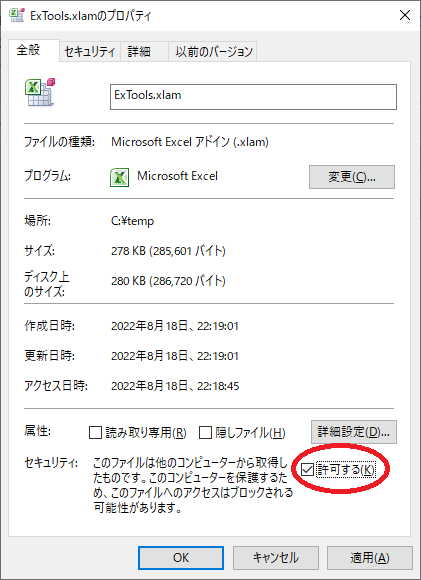 ExTools.xlamのプロパティ
全般 セキュリティ 詳細 以前のバージョン
ExTools.xlam
ファイルの種類: Microsoft Excel アドイン (.xlam)
プログラム: Microsoft Excel 変更(C)...
場所: C:¥temp
サイズ: 278 KB (285,601 バイト)
ディスク上
のサイズ: 280 KB (286,720 バイト)
作成日時: 2022年8月18日、22:19:01
更新日時: 2022年8月18日、22:19:01
アクセス日時: 2022年8月18日、22:18:45
属性: 読み取り専用(R) 隠しファイル(H) 詳細設定(D)...
セキュリティ: このファイルは他のコンピューターから取得し
たものです。このコンピューターを保護するた 許可する(K)
め、このファイルへのアクセスはブロックされる
可能性があります。
OK キャンセル 適用(A)